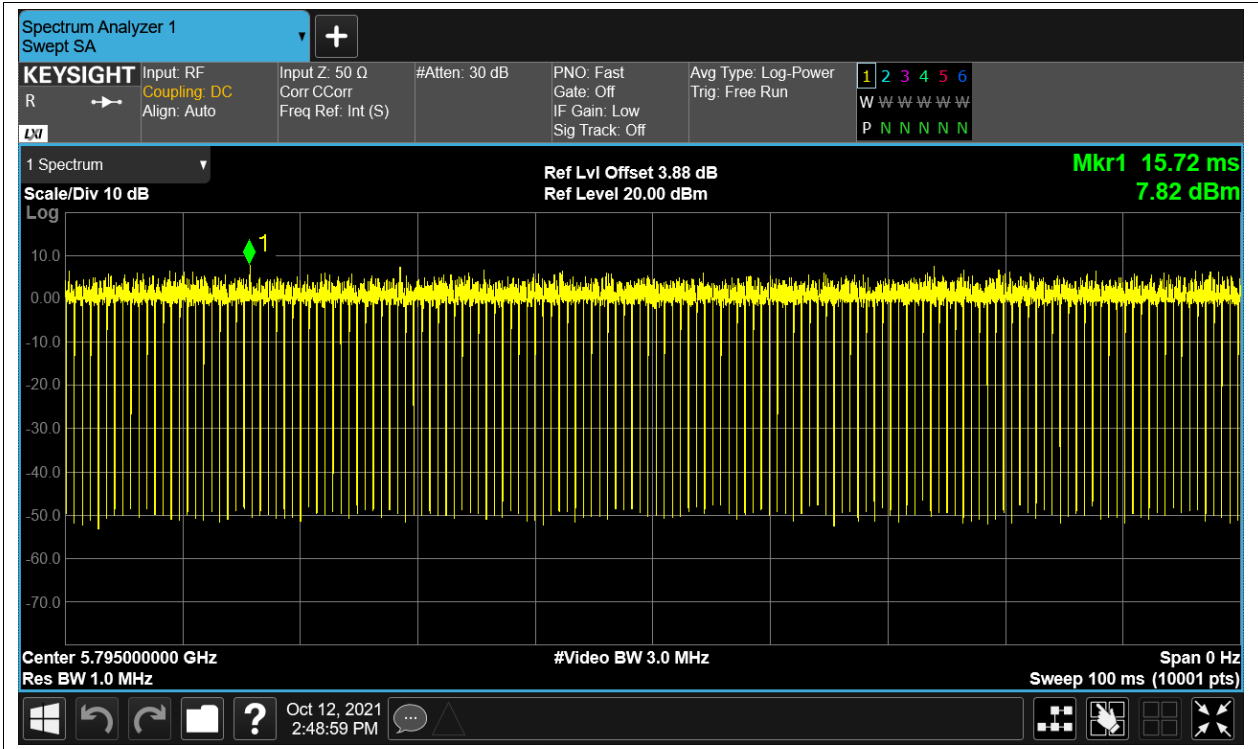 Spectrum Analyzer 1
Swept SA
KEYSIGHT Input: RF Input Z: 50 Ω #Atten: 30 dB PNO: Fast Avg Type: Log-Power 1 2 3 4 5 6
R Coupling: DC Corr CCorr Gate: Off Trig: Free Run W W W W W W
Align: Auto Freq Ref: Int (S) IF Gain: Low
LXI Sig Track: Off P N N N N N
1 Spectrum Ref Lvl Offset 3.88 dB Mkr1 15.72 ms
Scale/Div 10 dB Ref Level 20.00 dBm 7.82 dBm
Log
1
10.0
0.00
-10.0
-20.0
-30.0
-40.0
-50.0
-60.0
-70.0
Center 5.795000000 GHz #Video BW 3.0 MHz Span 0 Hz
Res BW 1.0 MHz Sweep 100 ms (10001 pts)
? Oct 12, 2021
2:48:59 PM